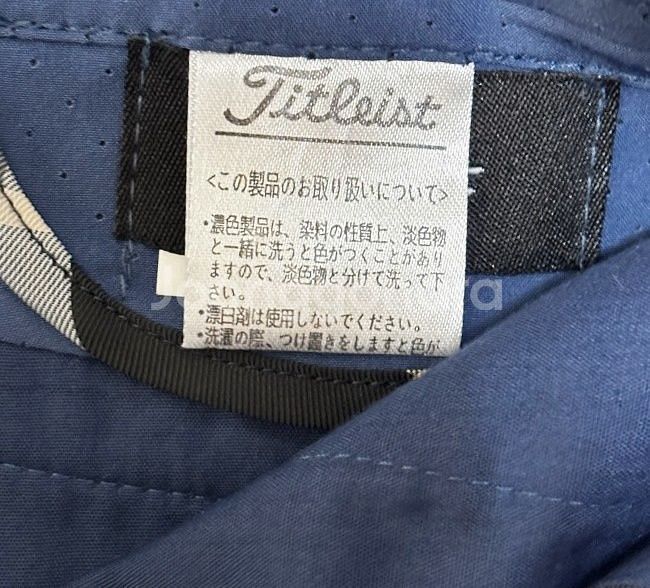 Titleist
<この製品のお取り扱いについて>
・濃色製品は、染料の性質上、淡色物
と一緒に洗うと色がつくことがあり
ますので、淡色物と分けて洗って下
さい。
・漂白剤は使用しないでください。
・洗濯の際、つけ置きをしますと色が